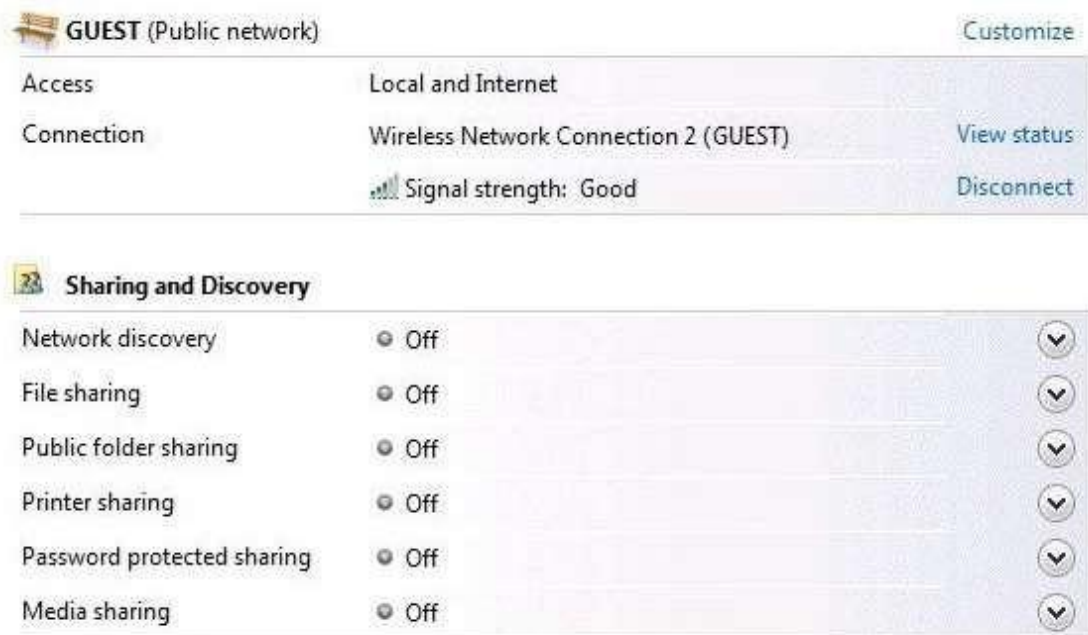 GUEST (Public network) Customize
Access Local and Internet
Connection Wireless Network Connection 2 (GUEST) View status
Signal strength: Good Disconnect
Sharing and Discovery
Network discovery Off
File sharing Off
Public folder sharing Off
Printer sharing Off
Password protected sharing Off
Media sharing Off